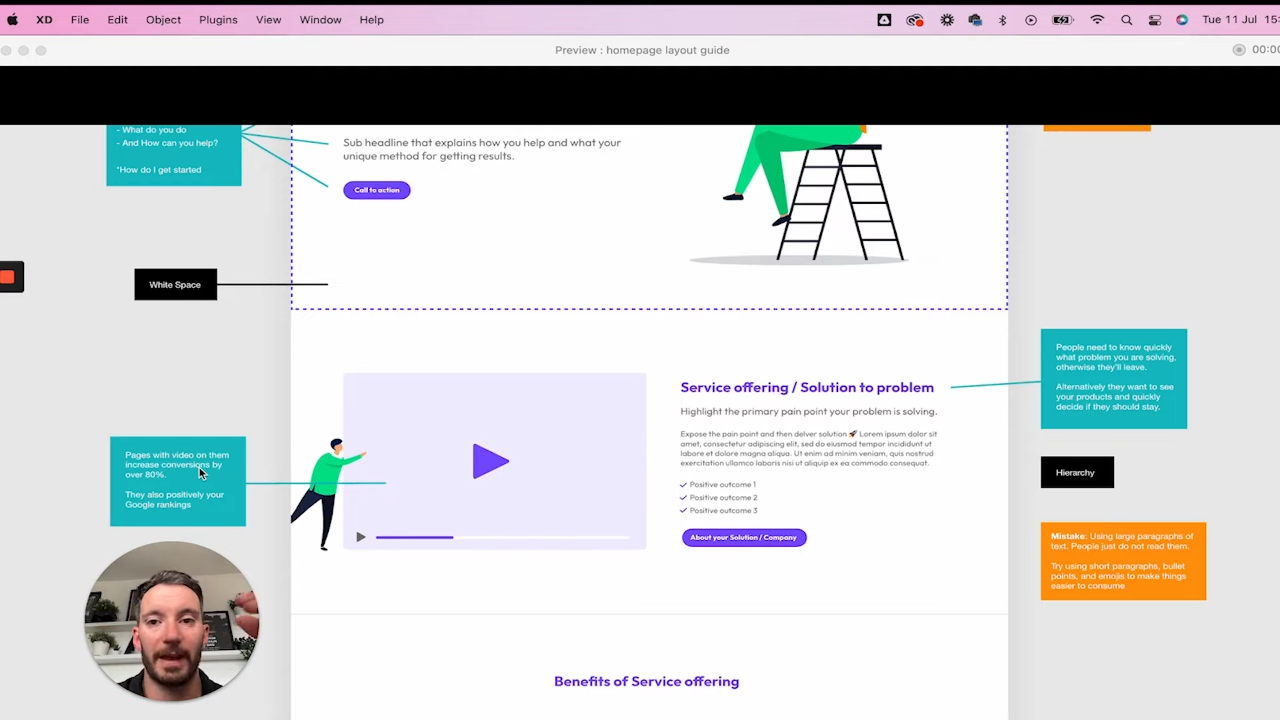 XD File Edit Object Plugins View Window Help Tue 11 Jul
Preview : homepage layout guide
- What do you do
- And How can you help?
*How do I get started
Sub headline that explains how you help and what your
unique method for getting results.
Call to action
White Space
People need to know quickly
what problem you are solving,
otherwise they'll leave.
Alternatively they want to see
your products and quickly
decide if they should stay.
Service offering / Solution to problem
Highlight the primary pain point your problem is solving.
Expose the pain point and then delver solution 🚀 Lorem ipsum dolor sit
amet, consectetur adipiscing elit, sed do eiusmod tempor incididunt ut
labore et dolore magna aliqua. Ut enim ad minim veniam, quis nostrud
exercitation ullamco laboris nisi ut aliquip ex ea commodo consequat.
Positive outcome 1
Positive outcome 2
Positive outcome 3
About your Solution / Company
Pages with video on them
increase conversions by
over 80%.
They also positively your
Google rankings
Hierarchy
Mistake: Using large paragraphs of
text. People just do not read them.
Try using short paragraphs, bullet
points, and emojis to make things
easier to consume
Benefits of Service offering